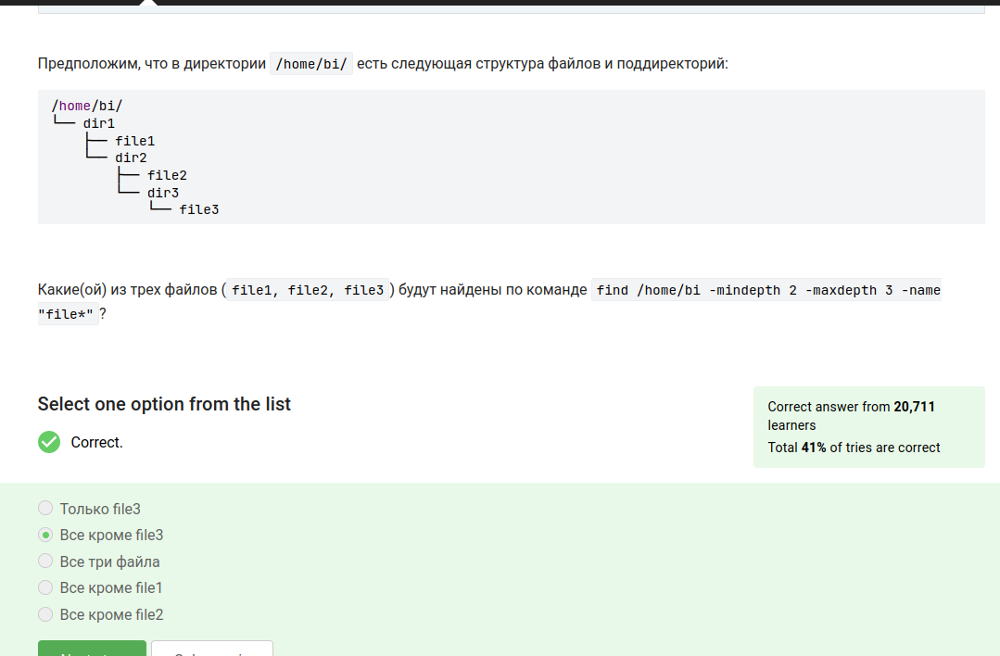 Предположим, что в директории /home/bi/ есть следующая структура файлов и поддиректорий:
/home/bi/
└── dir1
    ├── file1
    └── dir2
        ├── file2
        └── dir3
            └── file3
Какие(ой) из трех файлов ( file1, file2, file3 ) будут найдены по команде find /home/bi -mindepth 2 -maxdepth 3 -name
"file*" ?
Select one option from the list
Correct.
Correct answer from 20,711
learners
Total 41% of tries are correct
Только file3
Все кроме file3
Все три файла
Все кроме file1
Все кроме file2